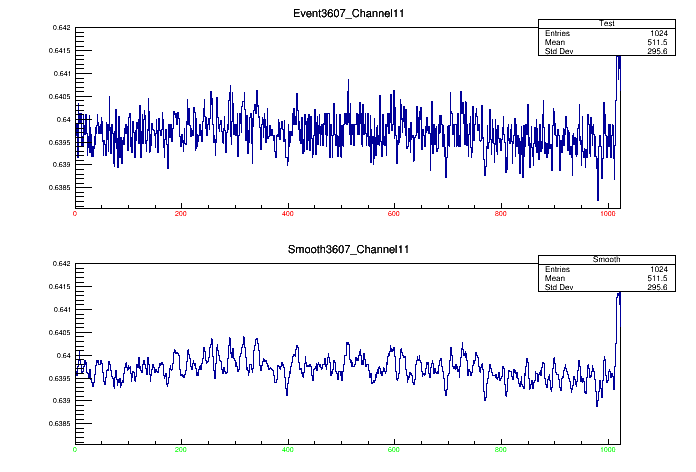 Event3607_Channel11
Test
Entries 1024
Mean 511.5
Std Dev 295.6
0.642
0.6415
0.641
0.6405
0.64
0.6395
0.639
0.6385
0 200 400 600 800 1000
Smooth3607_Channel11
Smooth
Entries 1024
Mean 511.5
Std Dev 295.6
0.642
0.6415
0.641
0.6405
0.64
0.6395
0.639
0.6385
0 200 400 600 800 1000